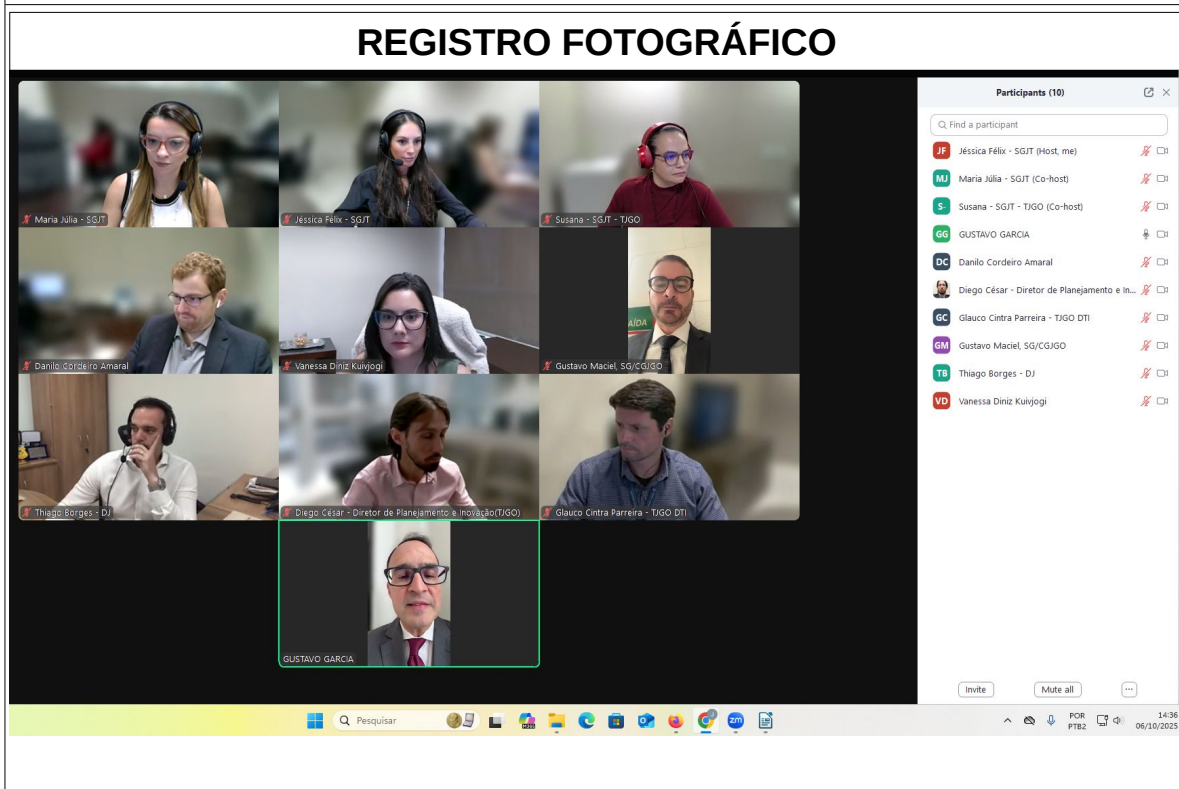 REGISTRO FOTOGRÁFICO
Maria Júlia - SGJT
Jéssica Félix - SGJT
Susana - SGJT - TJGO
Danilo Cordeiro Amaral
Vanessa Diniz Kuivjogi
AÍDA
Gustavo Maciel, SG/CGJGO
Thiago Borges - DJ
Diego César - Diretor de Planejamento e Inovação(TJGO)
Glauco Cintra Parreira - TJGO DTI
GUSTAVO GARCIA
Participants (10)
Find a participant
JF Jéssica Félix - SGJT (Host, me)
MJ Maria Júlia - SGJT (Co-host)
S- Susana - SGJT - TJGO (Co-host)
GG GUSTAVO GARCIA
DC Danilo Cordeiro Amaral
Diego César - Diretor de Planejamento e In...
GC Glauco Cintra Parreira - TJGO DTI
GM Gustavo Maciel, SG/CGJGO
TB Thiago Borges - DJ
VD Vanessa Diniz Kuivjogi
Invite Mute all ...
Pesquisar
zm
POR
PTB2
14:36
06/10/2025